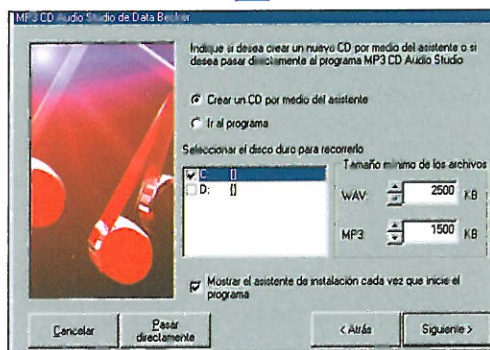 MP3 CD Audio Studio de Data Becker
Indique si desea crear un nuevo CD por medio del asistente o si
desea pasar directamente al programa MP3 CD Audio Studio
Crear un CD por medio del asistente
Ir al programa
Seleccionar el disco duro para recorrerlo
C: []
D: []
Tamaño mínimo de los archivos
WAV: 2500 KB
MP3: 1500 KB
Mostrar el asistente de instalación cada vez que inicie el
programa
Cancelar
Pasar
directamente
< Atrás
Siguiente >